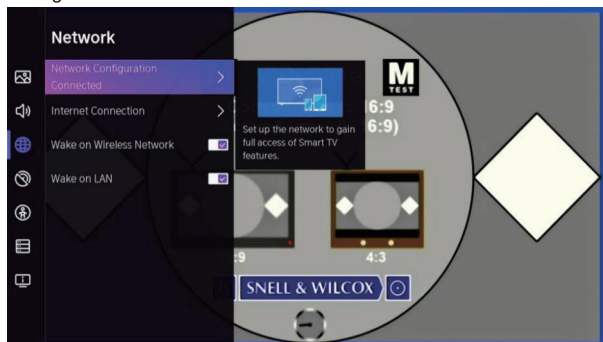 Network
Network Configuration
Connected
Internet Connection
Wake on Wireless Network
Wake on LAN
Set up the network to gain
full access of Smart TV
features.
M
TEST
6:9
6:9)
:9
4:3
SNELL & WILCOX